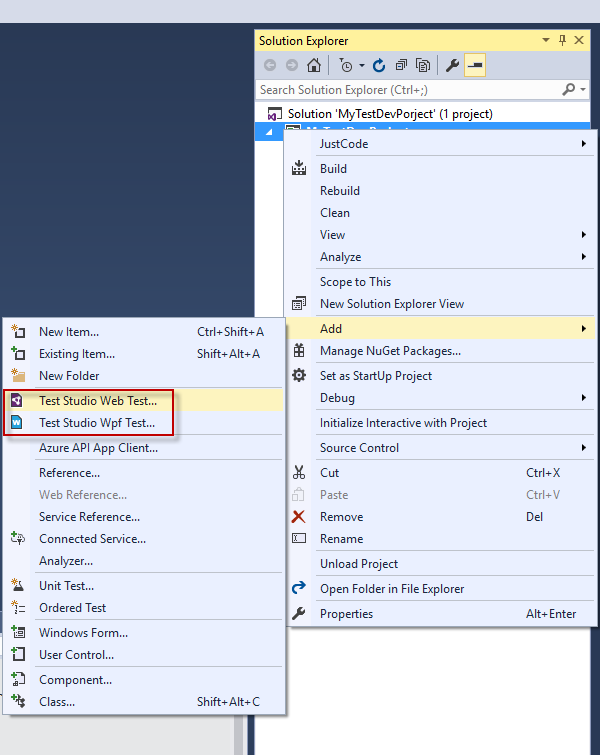 Solution Explorer
Search Solution Explorer (Ctrl+;)
Solution 'MyTestDevPorject' (1 project)
JustCode
Build
Rebuild
Clean
View
Analyze
Scope to This
New Solution Explorer View
Add
Manage NuGet Packages...
Set as StartUp Project
Debug
Initialize Interactive with Project
Source Control
Cut Ctrl+X
Paste Ctrl+V
Remove Del
Rename
Unload Project
Open Folder in File Explorer
Properties Alt+Enter
New Item... Ctrl+Shift+A
Existing Item... Shift+Alt+A
New Folder
Test Studio Web Test...
Test Studio Wpf Test...
Azure API App Client...
Reference...
Web Reference...
Service Reference...
Connected Service...
Analyzer...
Unit Test...
Ordered Test
Windows Form...
User Control...
Component...
Class... Shift+Alt+C